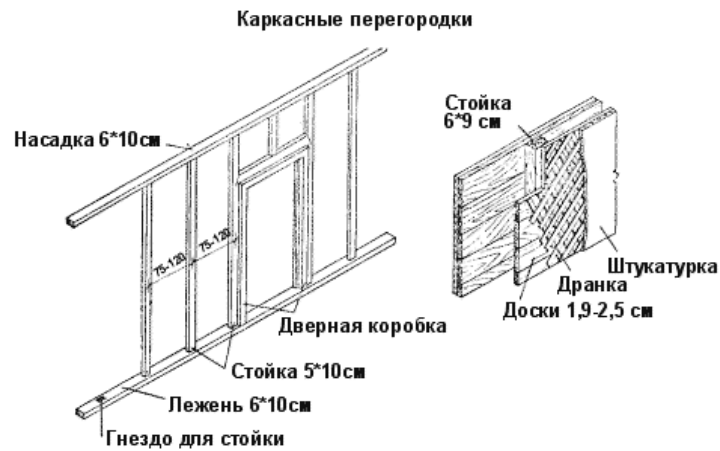 Каркасные перегородки
Насадка 6*10см
75-120
75-120
Дверная коробка
Стойка 5*10см
Лежень 6*10см
Гнездо для стойки
Стойка
6*9 см
Штукатурка
Дранка
Доски 1,9-2,5 см